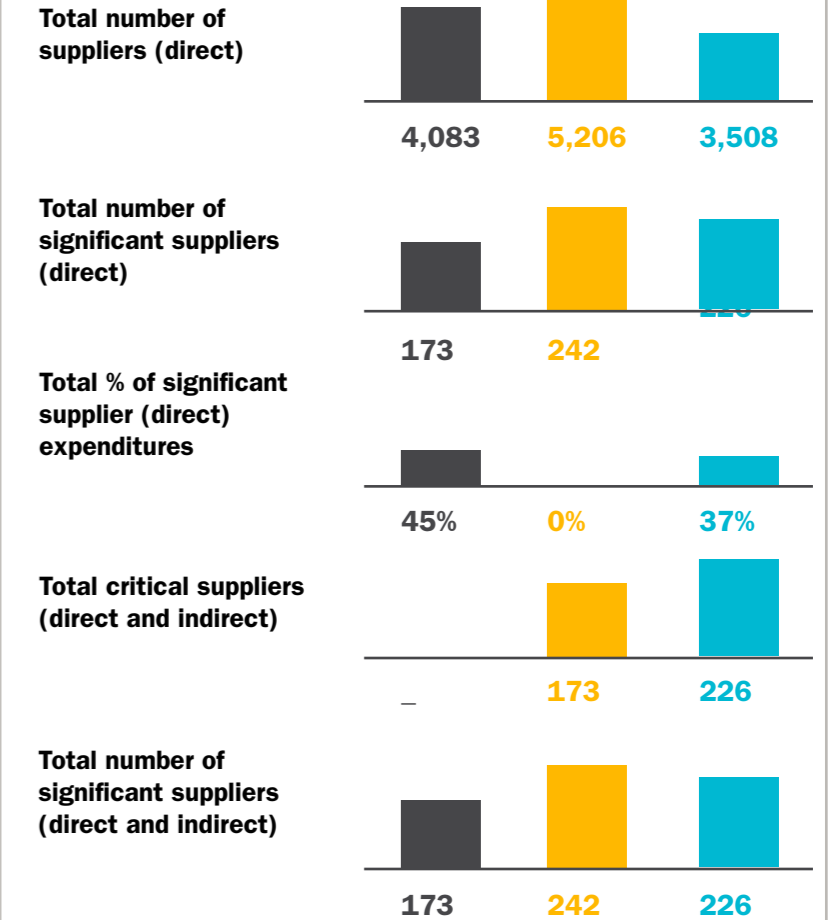 Total number of
suppliers (direct)
4,083 5,206 3,508
Total number of
significant suppliers
(direct)
173 242
Total % of significant
supplier (direct)
expenditures
45% 0% 37%
Total critical suppliers
(direct and indirect)
_ 173 226
Total number of
significant suppliers
(direct and indirect)
173 242 226